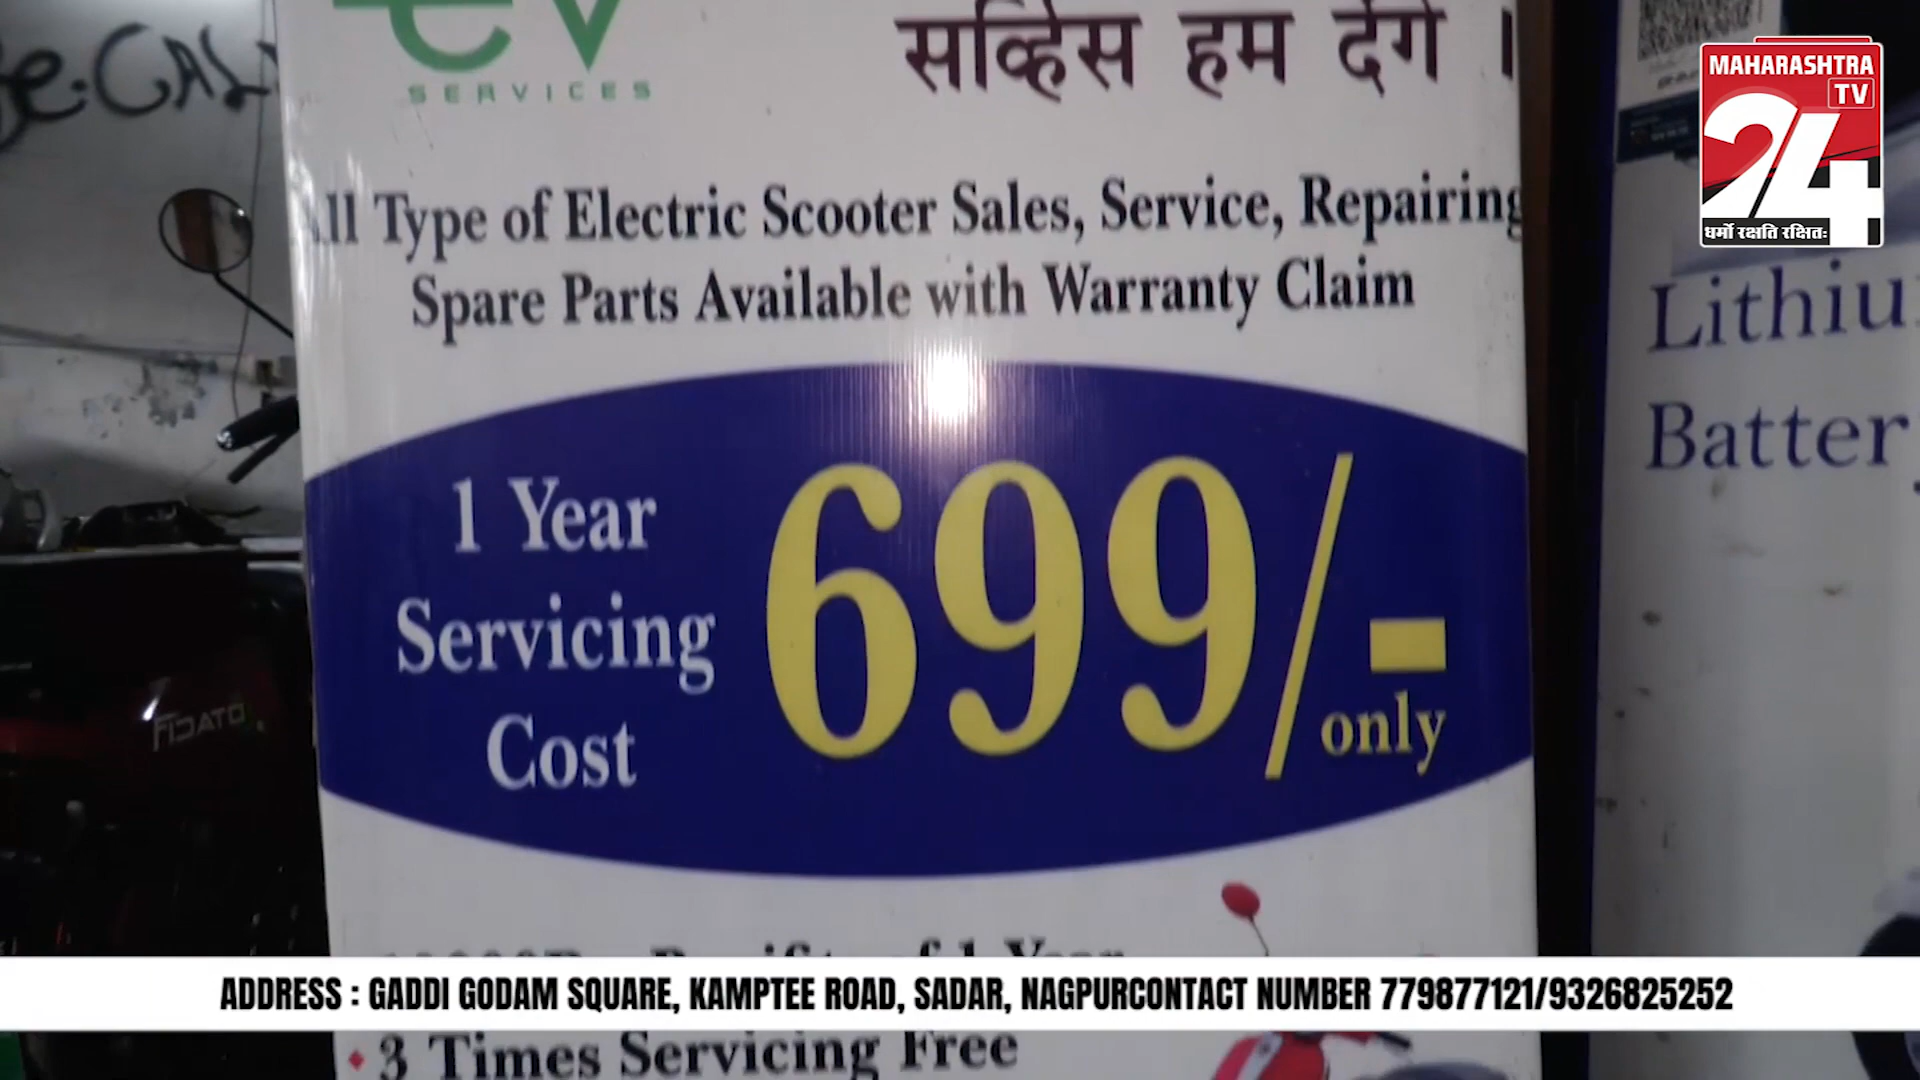 EV
SERVICES
सर्व्हिस हम देंगे ।
All Type of Electric Scooter Sales, Service, Repairing
Spare Parts Available with Warranty Claim
1 Year
Servicing
Cost
699/-
only
3 Times Servicing Free
FIDATO
MAHARASHTRA
TV
24
धर्मो रक्षति रक्षितः
Batter
ADDRESS : GADDI GODAM SQUARE, KAMPTEE ROAD, SADAR, NAGPURCONTACT NUMBER 779877121/9326825252